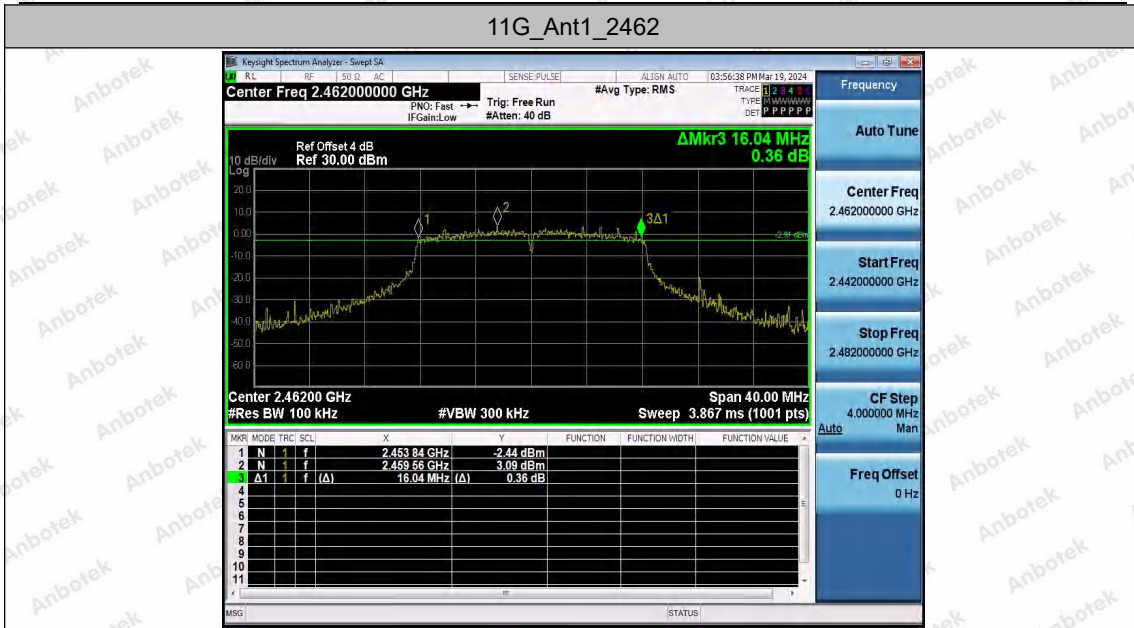 11G_Ant1_2462
Keysight Spectrum Analyzer - Swept SA
RL RF 50 Ω AC SENSE:PULSE ALIGN AUTO 03:56:38 PM Mar 19, 2024
Center Freq 2.462000000 GHz
PNO: Fast
IFGain:Low
Trig: Free Run
#Atten: 40 dB
#Avg Type: RMS
TRACE 1 2 3 4 5 6
TYPE M W W W W W
DET P P P P P P
ΔMkr3 16.04 MHz
0.36 dB
Ref Offset 4 dB
10 dB/div Ref 30.00 dBm
Log
20.0
10.0
0.00
-10.0
-20.0
-30.0
-40.0
-50.0
-60.0
1
2
3Δ1
-2.91 dBm
Center 2.46200 GHz Span 40.00 MHz
#Res BW 100 kHz #VBW 300 kHz Sweep 3.867 ms (1001 pts)
MKR MODE TRC SCL X Y FUNCTION FUNCTION WIDTH FUNCTION VALUE
1 N 1 f 2.453 84 GHz -2.44 dBm
2 N 1 f 2.459 56 GHz 3.09 dBm
3 Δ1 1 f (Δ) 16.04 MHz (Δ) 0.36 dB
4
5
6
7
8
9
10
11
MSG STATUS
Frequency
Auto Tune
Center Freq
2.462000000 GHz
Start Freq
2.442000000 GHz
Stop Freq
2.482000000 GHz
CF Step
4.000000 MHz
Auto Man
Freq Offset
0 Hz
Anbotek